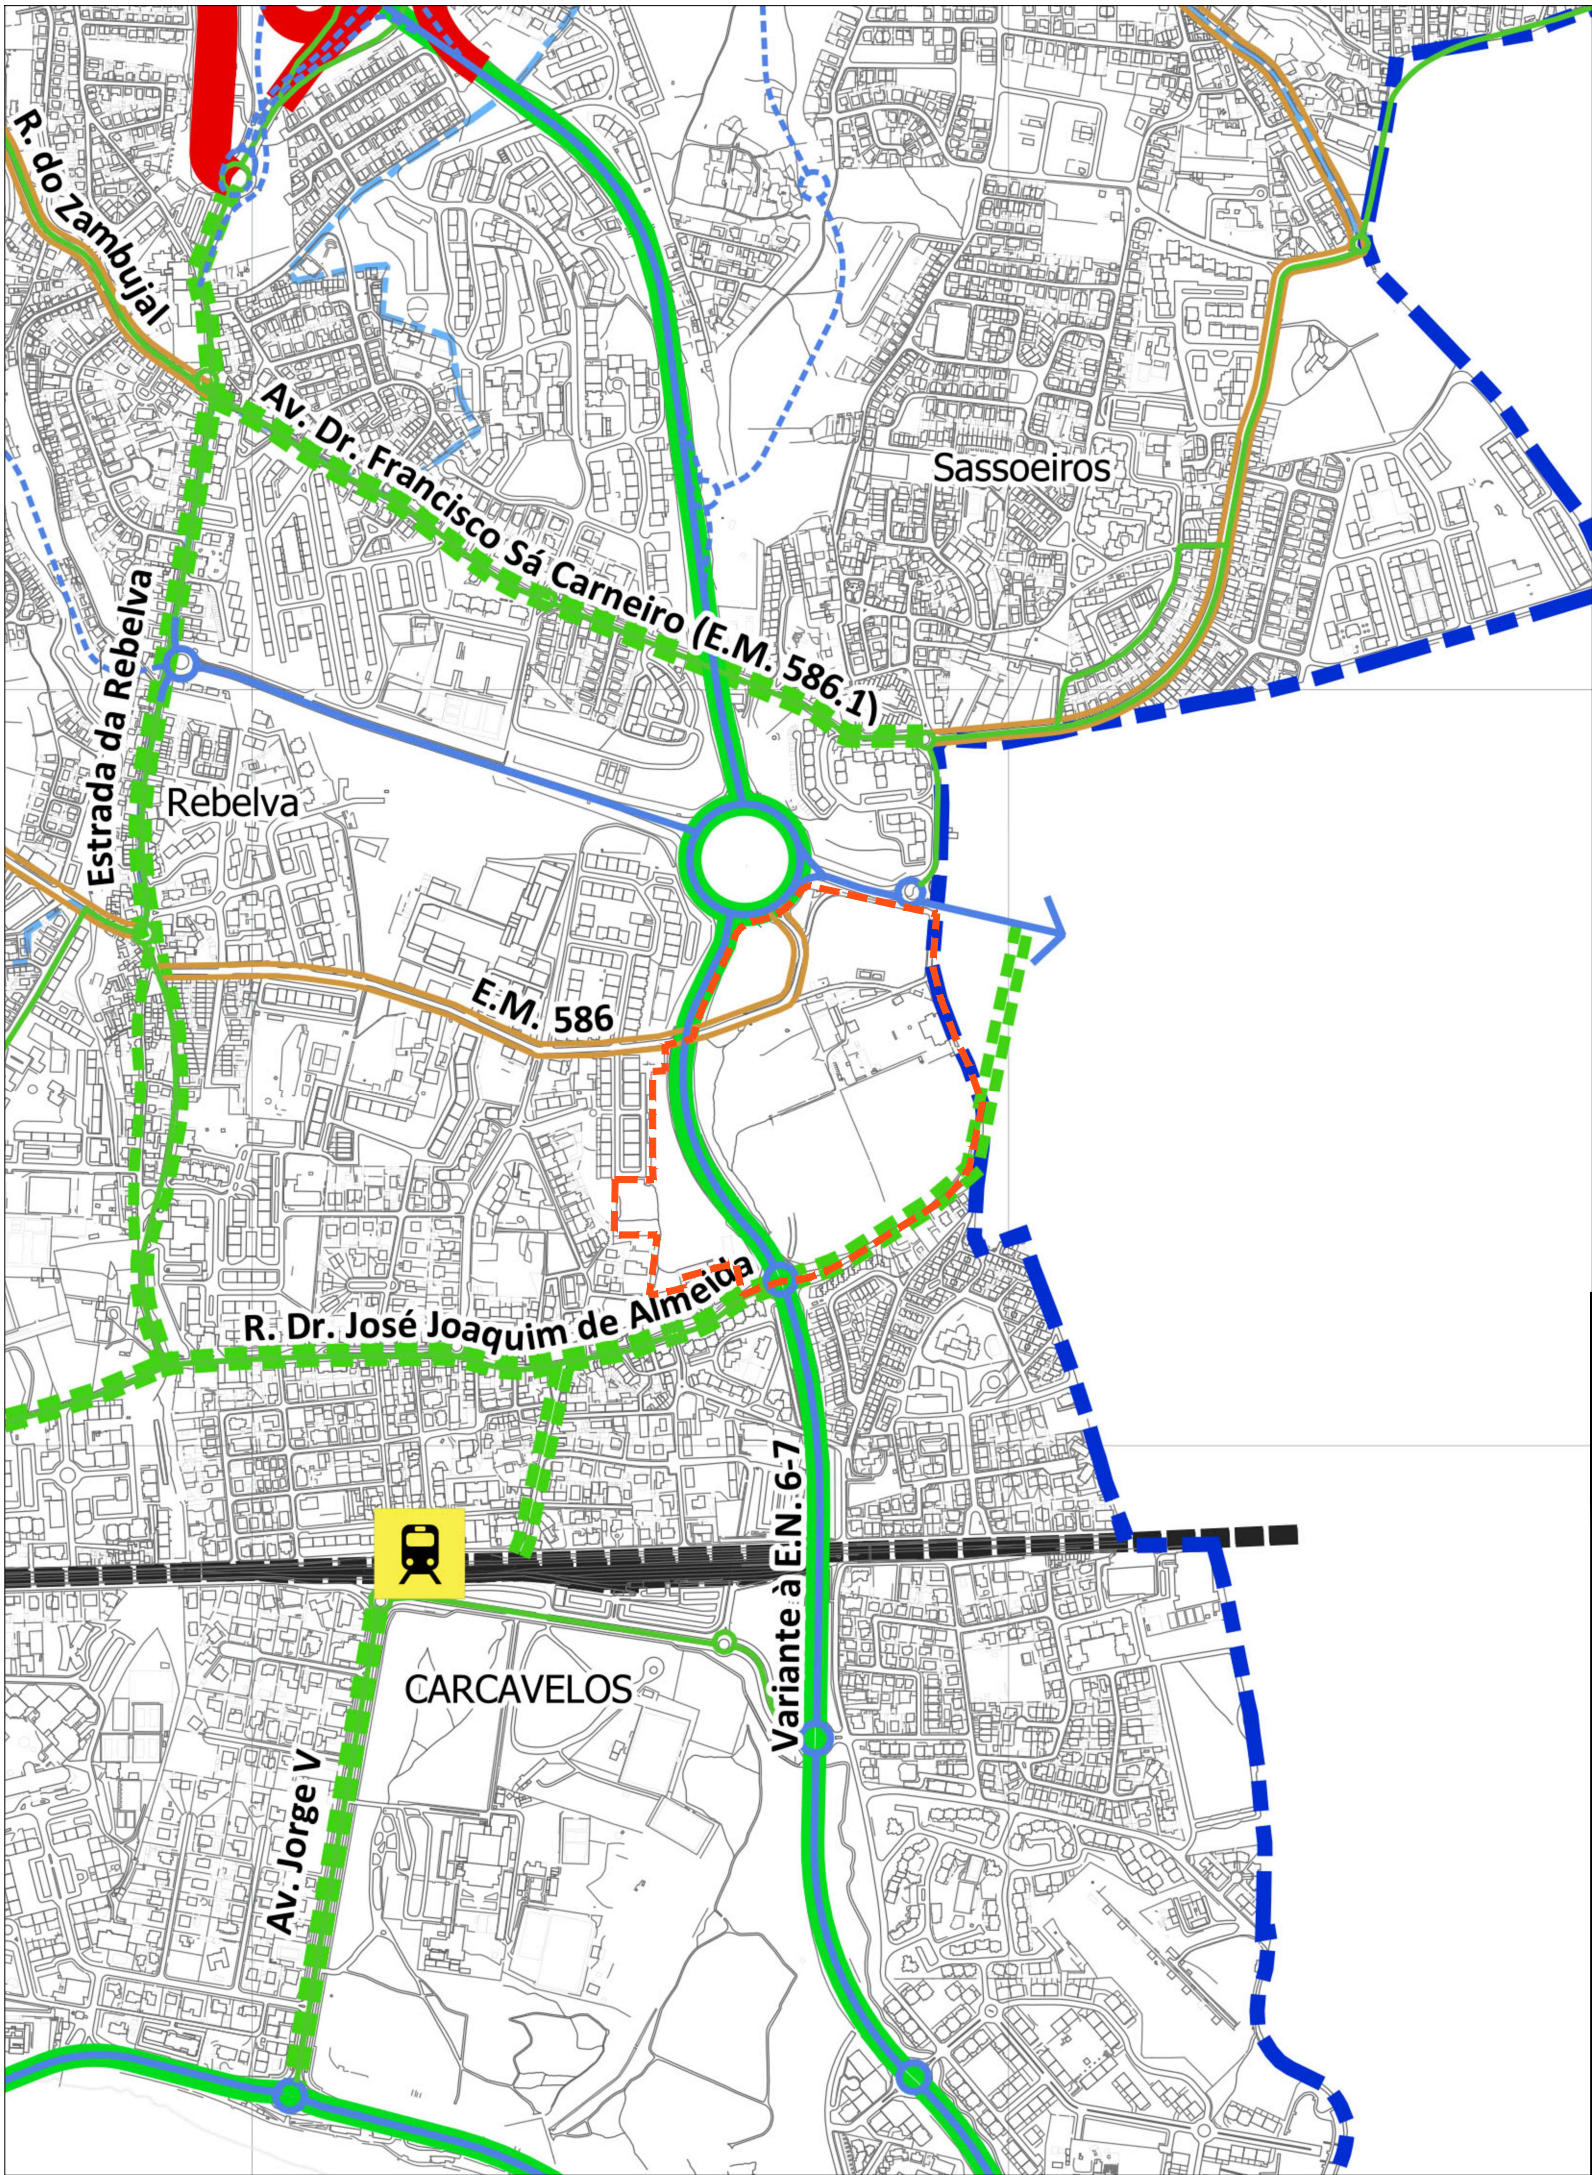 R. do Zambujal
Av. Dr. Francisco Sá Carneiro (E.M. 586.1)
Sassoeiros
Estrada da Rebelva
Rebelva
E.M. 586
R. Dr. José Joaquim de Almeida
Variante à E.N. 6-7
CARCAVELOS
Av. Jorge V